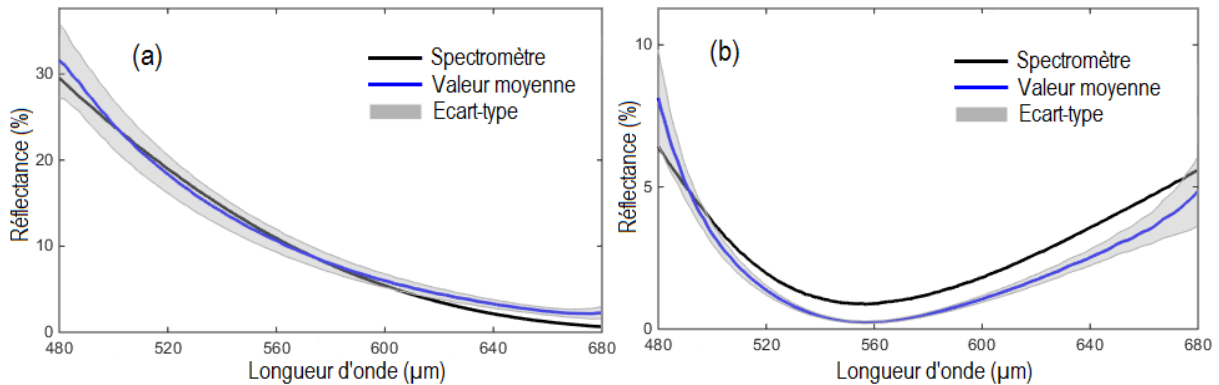 (a)
Spectromètre
Valeur moyenne
Ecart-type
Réflectance (%)
30
20
10
0
480
520
560
600
640
680
Longueur d'onde (µm)
(b)
Spectromètre
Valeur moyenne
Ecart-type
Réflectance (%)
10
5
0
480
520
560
600
640
680
Longueur d'onde (µm)